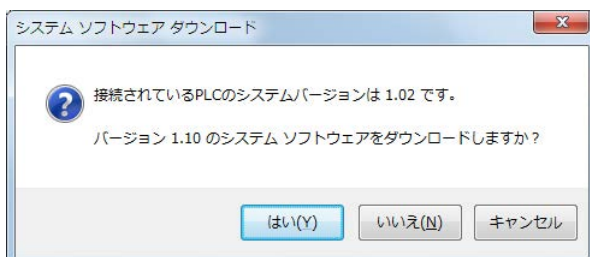 システム ソフトウェア ダウンロード
接続されているPLCのシステムバージョンは 1.02 です。
バージョン 1.10 のシステム ソフトウェアをダウンロードしますか？
はい(Y) いいえ(N) キャンセル